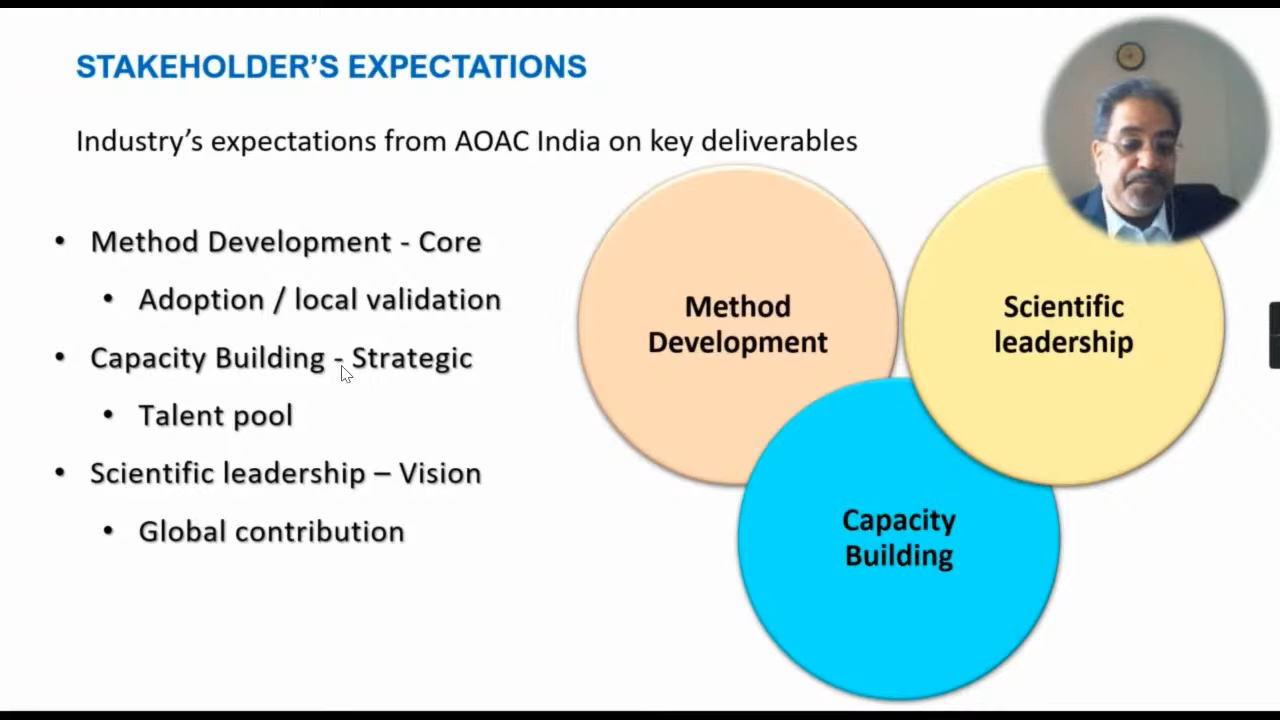 STAKEHOLDER'S EXPECTATIONS
Industry's expectations from AOAC India on key deliverables
• Method Development - Core
• Adoption / local validation
• Capacity Building - Strategic
• Talent pool
• Scientific leadership – Vision
• Global contribution
Method
Development
Scientific
leadership
Capacity
Building